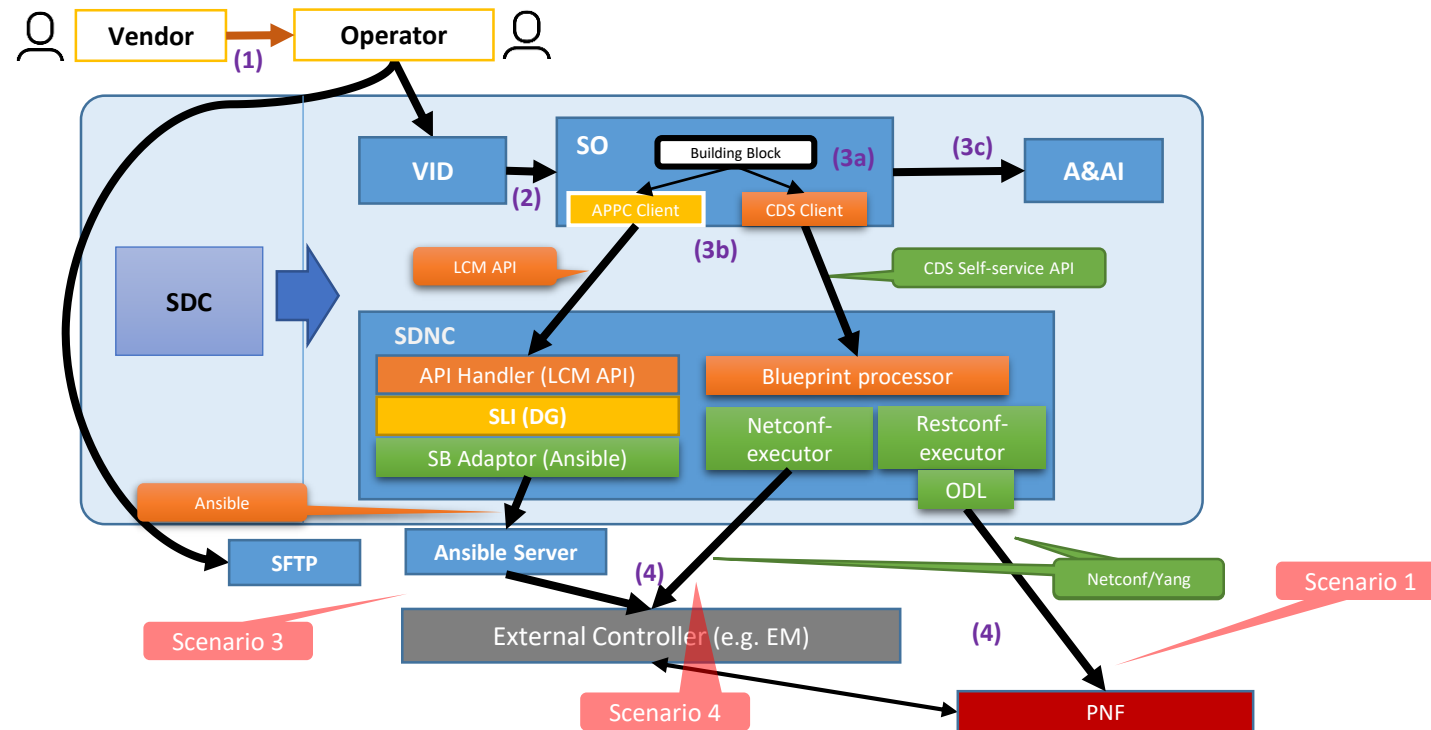 Vendor
(1)
Operator
VID
(2)
SO
Building Block
(3a)
APPC Client
CDS Client
(3b)
(3c)
A&AI
LCM API
CDS Self-service API
SDC
SDNC
API Handler (LCM API)
SLI (DG)
SB Adaptor (Ansible)
Blueprint processor
Netconf-
executor
Restconf-
executor
ODL
Ansible
SFTP
Ansible Server
(4)
Netconf/Yang
Scenario 1
Scenario 3
External Controller (e.g. EM)
(4)
Scenario 4
PNF